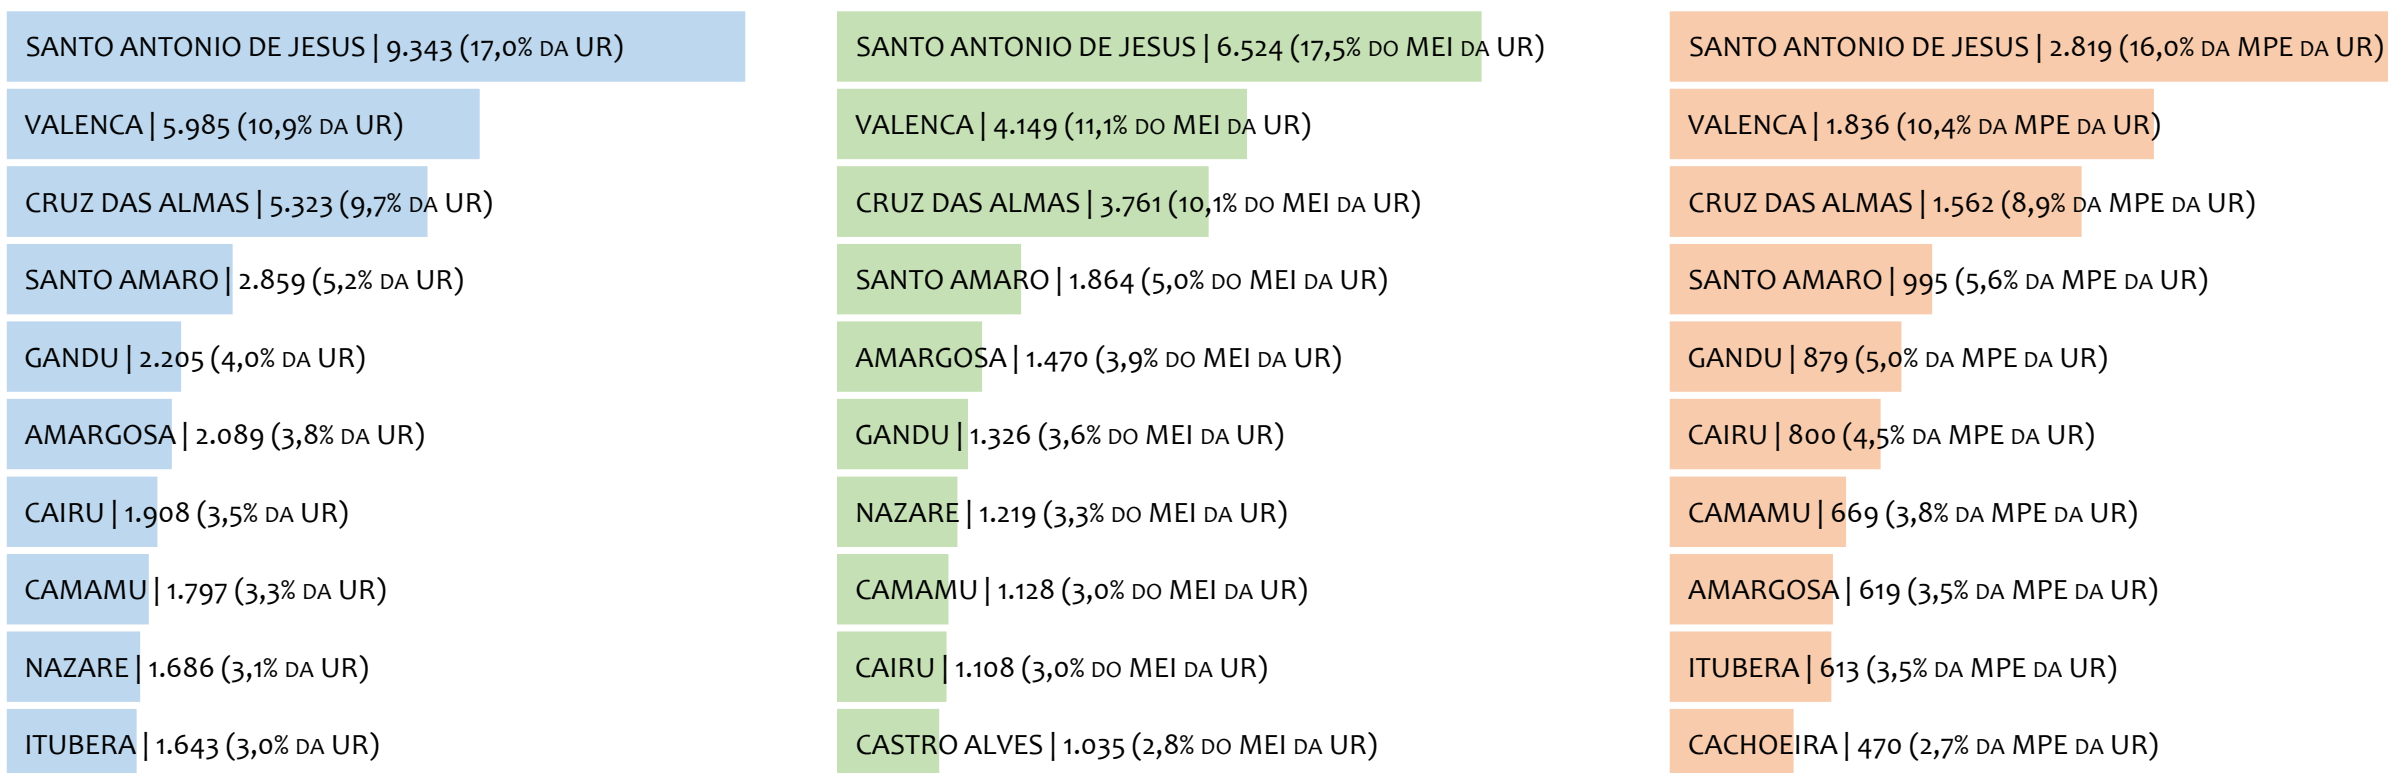 SANTO ANTONIO DE JESUS | 9.343 (17,0% DA UR)
VALENCA | 5.985 (10,9% DA UR)
CRUZ DAS ALMAS | 5.323 (9,7% DA UR)
SANTO AMARO | 2.859 (5,2% DA UR)
GANDU | 2.205 (4,0% DA UR)
AMARGOSA | 2.089 (3,8% DA UR)
CAIRU | 1.908 (3,5% DA UR)
CAMAMU | 1.797 (3,3% DA UR)
NAZARE | 1.686 (3,1% DA UR)
ITUBERA | 1.643 (3,0% DA UR)
SANTO ANTONIO DE JESUS | 6.524 (17,5% DO MEI DA UR)
VALENCA | 4.149 (11,1% DO MEI DA UR)
CRUZ DAS ALMAS | 3.761 (10,1% DO MEI DA UR)
SANTO AMARO | 1.864 (5,0% DO MEI DA UR)
AMARGOSA | 1.470 (3,9% DO MEI DA UR)
GANDU | 1.326 (3,6% DO MEI DA UR)
NAZARE | 1.219 (3,3% DO MEI DA UR)
CAMAMU | 1.128 (3,0% DO MEI DA UR)
CAIRU | 1.108 (3,0% DO MEI DA UR)
CASTRO ALVES | 1.035 (2,8% DO MEI DA UR)
SANTO ANTONIO DE JESUS | 2.819 (16,0% DA MPE DA UR)
VALENCA | 1.836 (10,4% DA MPE DA UR)
CRUZ DAS ALMAS | 1.562 (8,9% DA MPE DA UR)
SANTO AMARO | 995 (5,6% DA MPE DA UR)
GANDU | 879 (5,0% DA MPE DA UR)
CAIRU | 800 (4,5% DA MPE DA UR)
CAMAMU | 669 (3,8% DA MPE DA UR)
AMARGOSA | 619 (3,5% DA MPE DA UR)
ITUBERA | 613 (3,5% DA MPE DA UR)
CACHOEIRA | 470 (2,7% DA MPE DA UR)